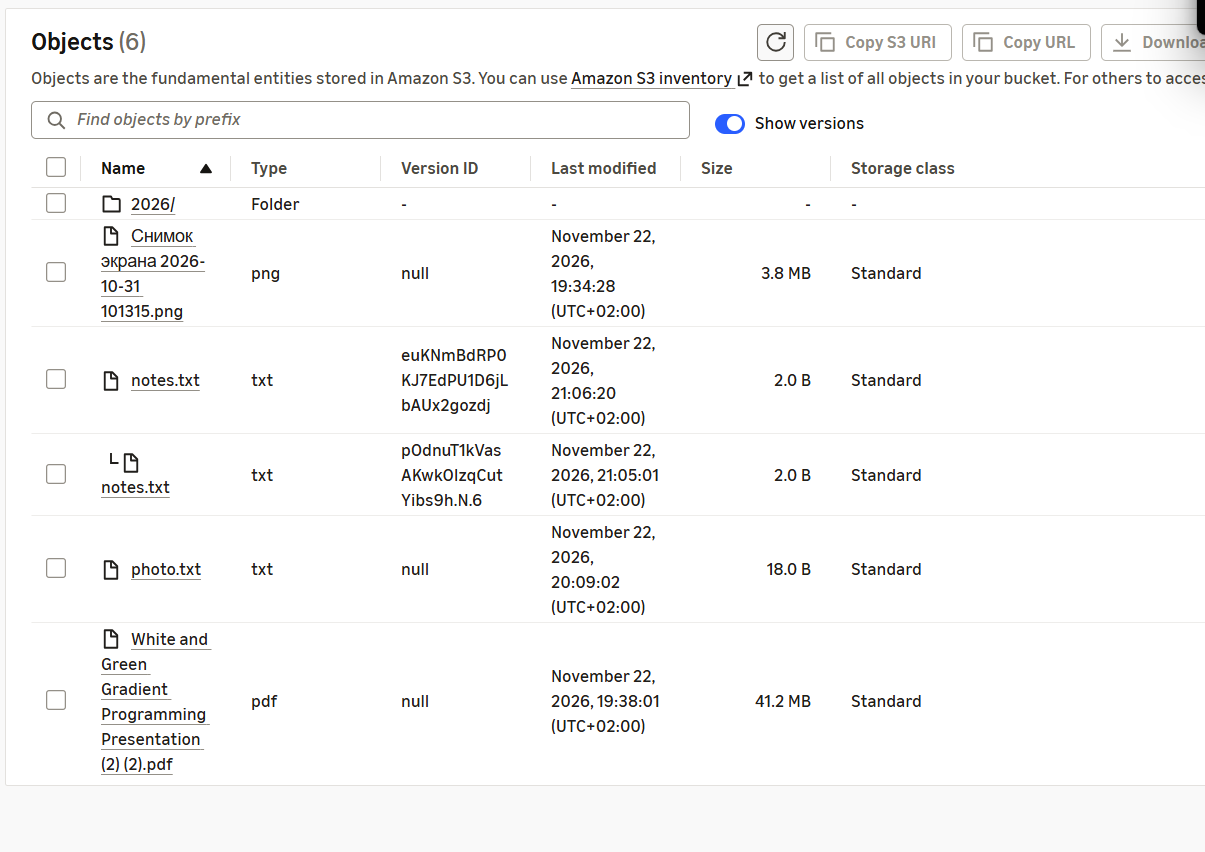 Objects (6)
Copy S3 URI
Copy URL
Objects are the fundamental entities stored in Amazon S3. You can use Amazon S3 inventory to get a list of all objects in your bucket. For others to
Find objects by prefix
Show versions
Name Type Version ID Last modified Size Storage class
2026/ Folder - - - -
Снимок
экрана 2026-
10-31
101315.png
png
null
November 22,
2026,
19:34:28
(UTC+02:00)
3.8 MB
Standard
notes.txt
txt
euKNmBdRP0
KJ7EdPU1D6jL
bAUx2gozdj
November 22,
2026,
21:06:20
(UTC+02:00)
2.0 B
Standard
notes.txt
txt
pOdnuT1kVas
AKwkOIzqCut
Yibs9h.N.6
November 22,
2026, 21:05:01
(UTC+02:00)
2.0 B
Standard
photo.txt
txt
null
November 22,
2026,
20:09:02
(UTC+02:00)
18.0 B
Standard
White and
Green
Gradient
Programming
Presentation
(2) (2).pdf
pdf
null
November 22,
2026, 19:38:01
(UTC+02:00)
41.2 MB
Standard